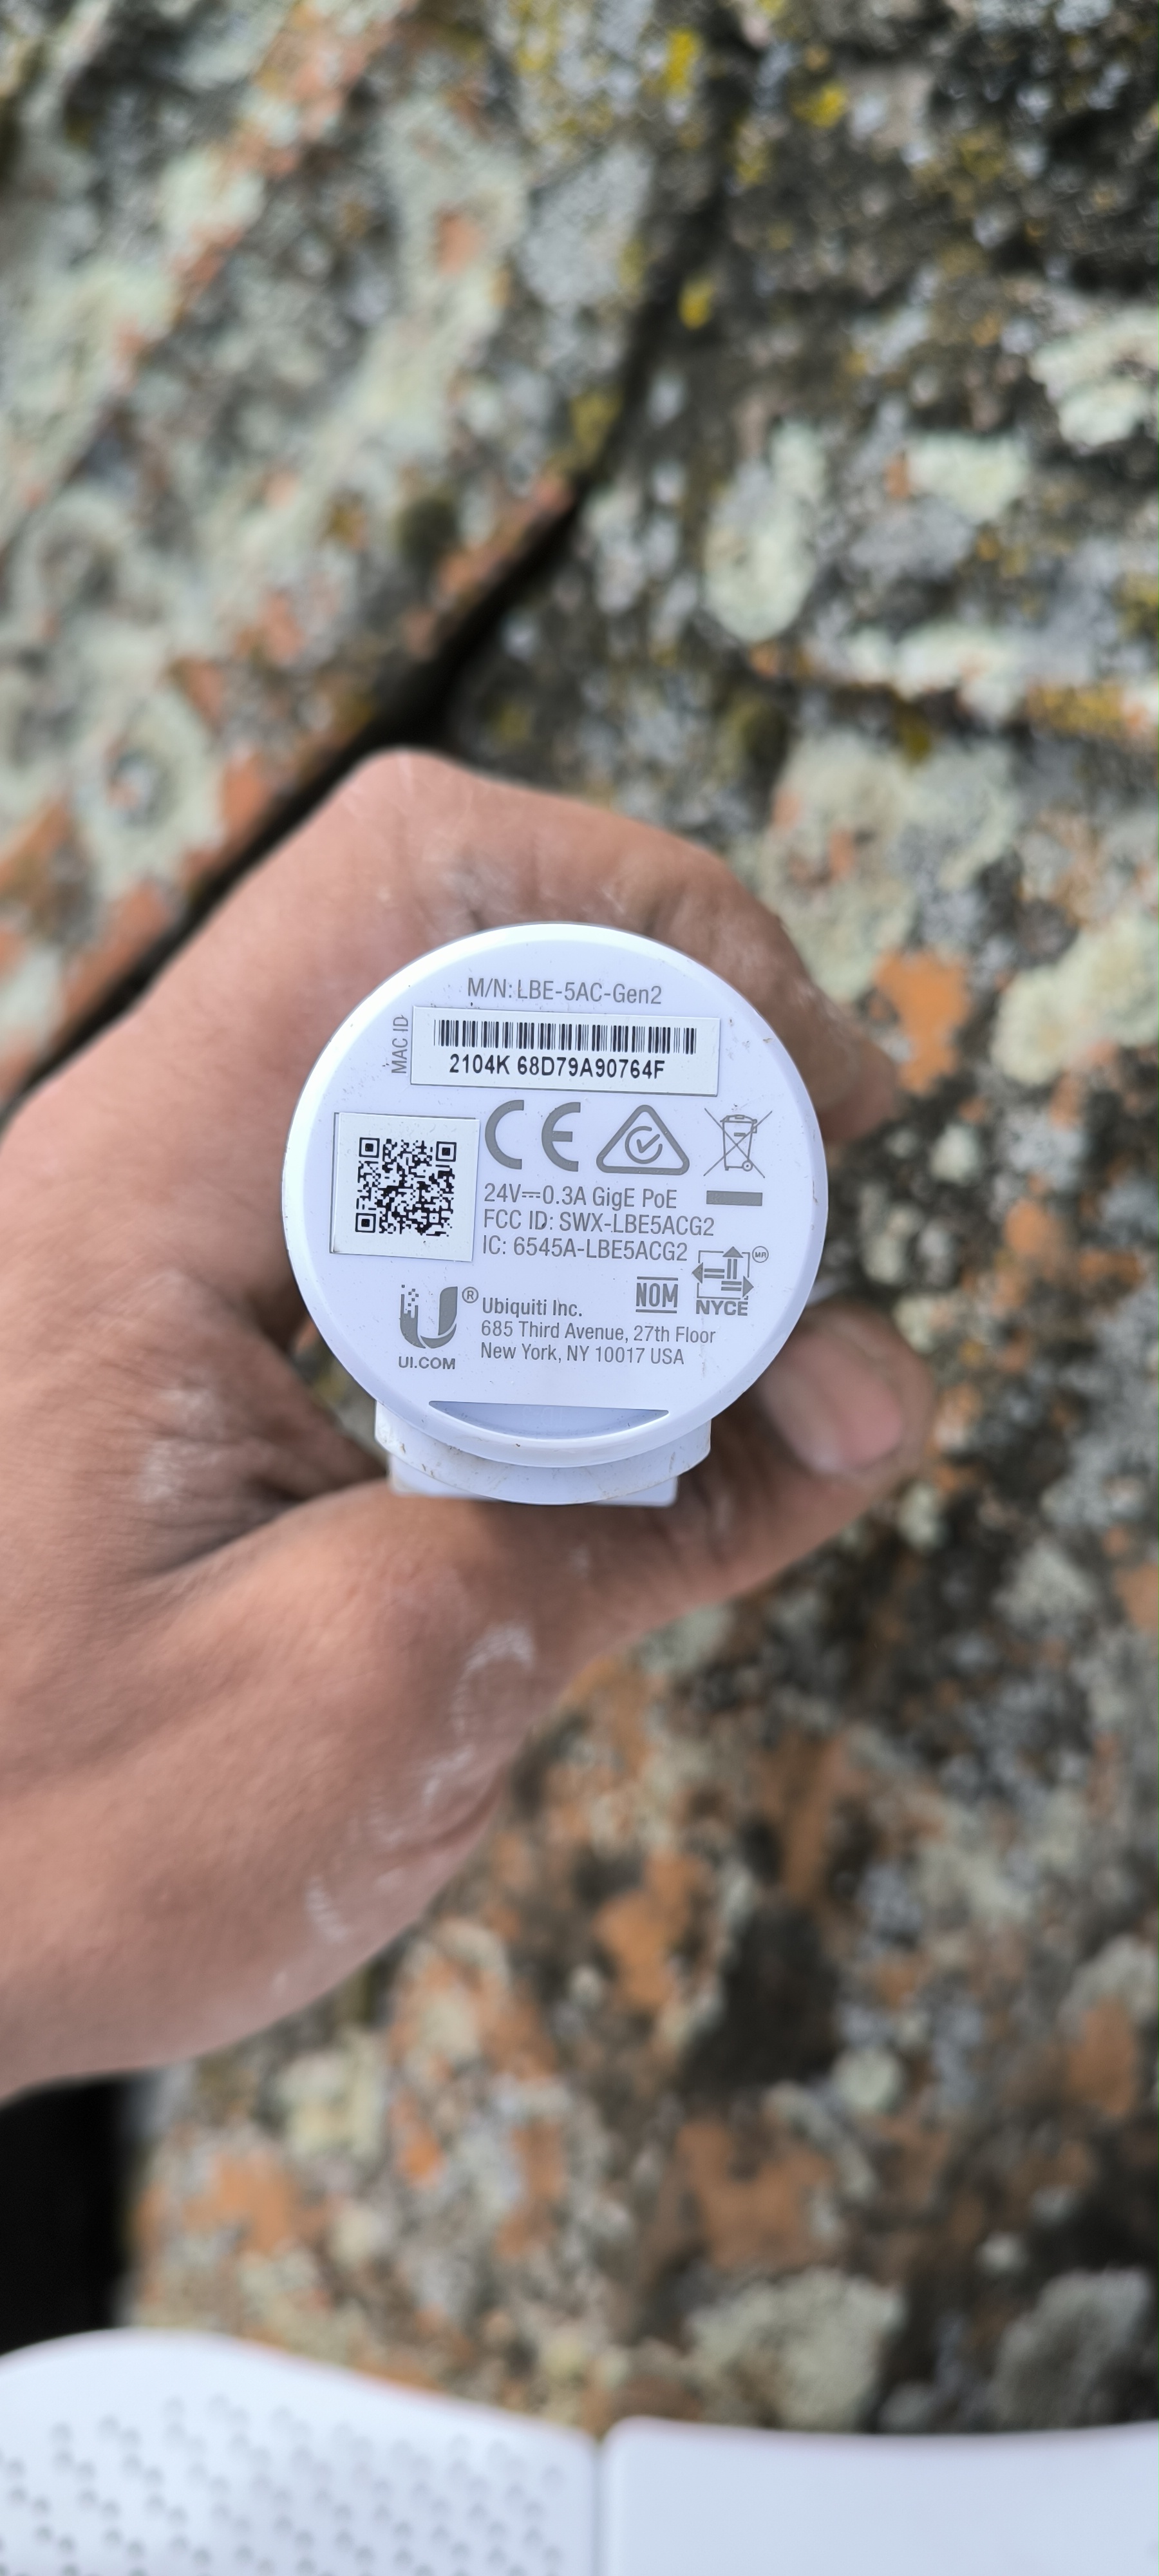 M/N: LBE-5AC-Gen2
MAC ID
2104K 68D79A90764F
CE
24V⎓0.3A GigE PoE
FCC ID: SWX-LBE5ACG2
IC: 6545A-LBE5ACG2
NOM
NYCE
U®
UI.COM
Ubiquiti Inc.
685 Third Avenue, 27th Floor
New York, NY 10017 USA